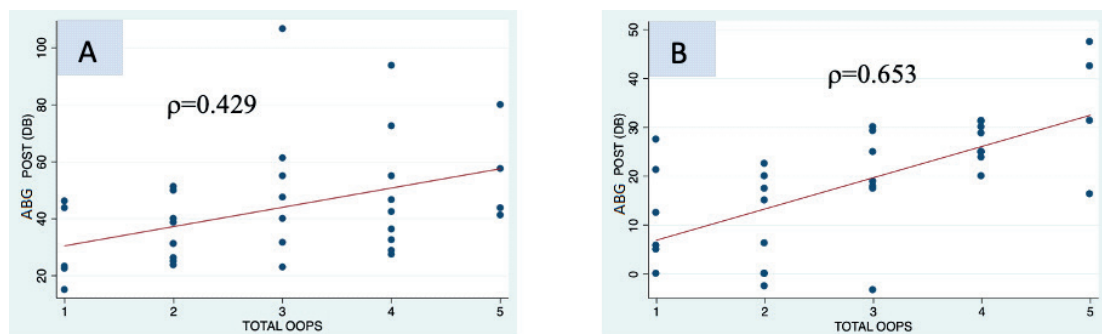 A
ρ=0.429
ABG POST (DB)
100
80
60
40
20
1 2 3 4 5
TOTAL OOPS
B
ρ=0.653
ABG POST (DB)
50
40
30
20
10
0
1 2 3 4 5
TOTAL OOPS